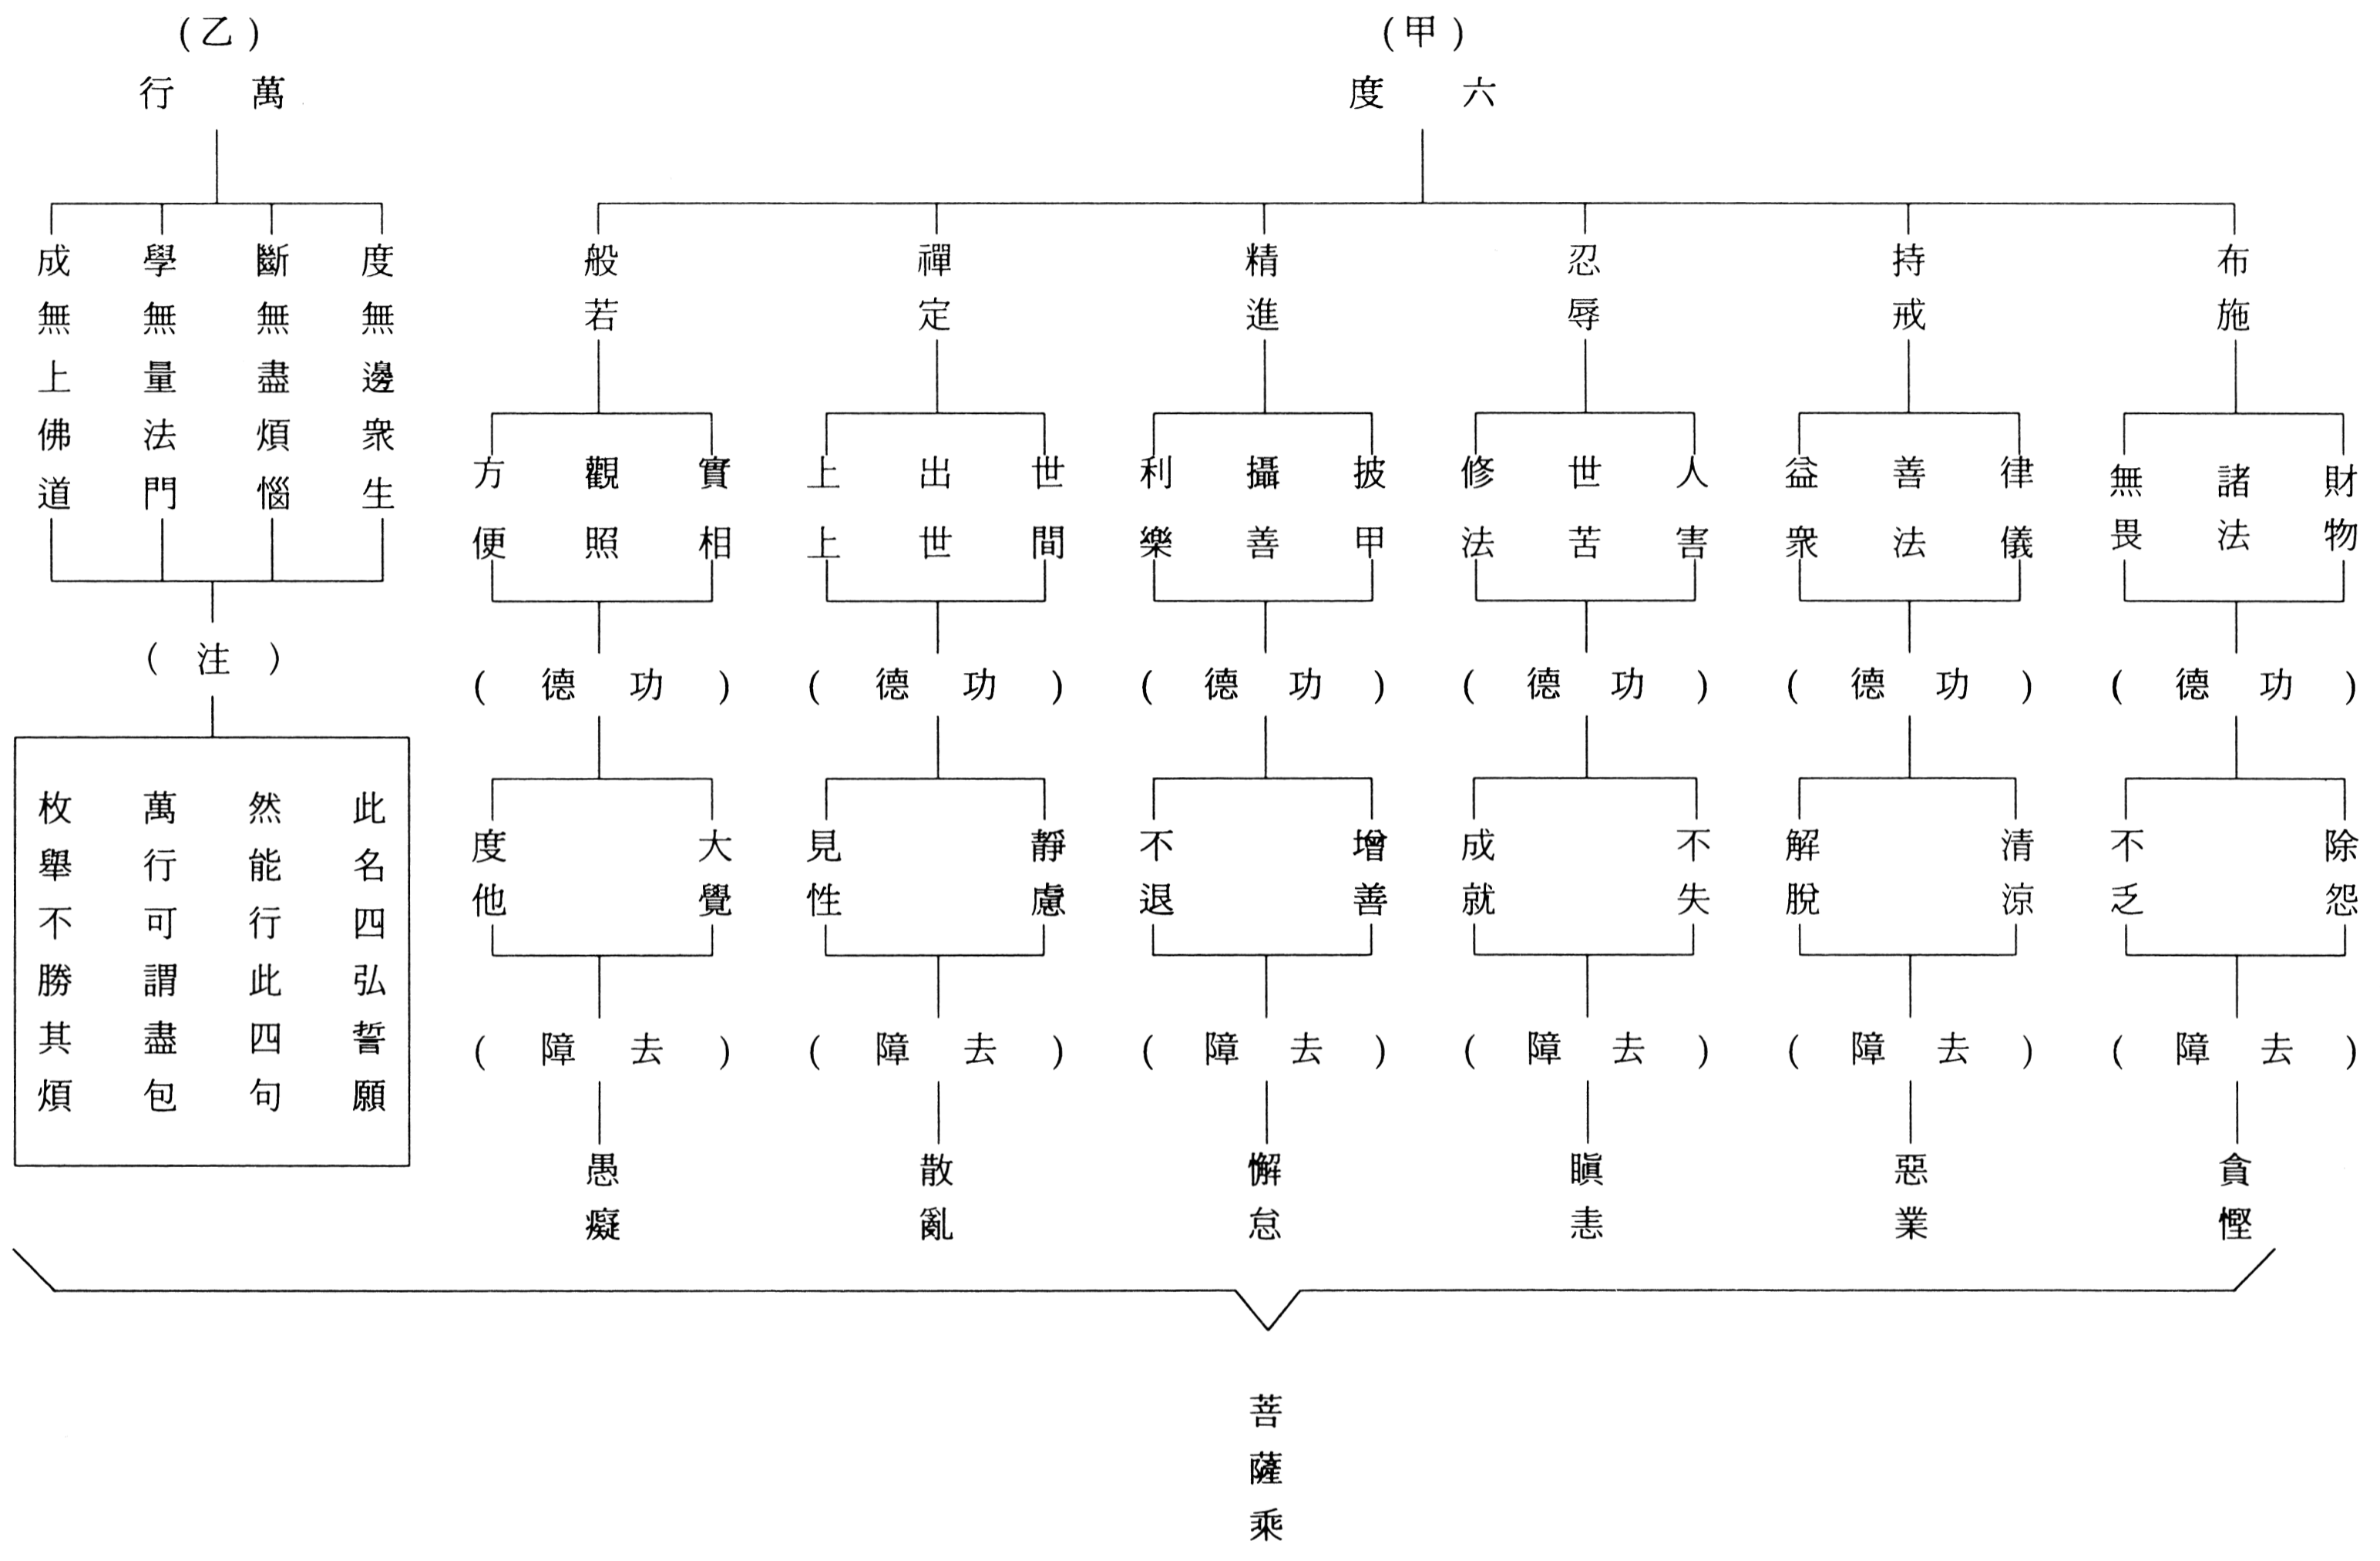 （甲）
六度
布施
財物
諸法
無畏
（功德）
除怨
不乏
（去障）
貪慳
持戒
律儀
善法
益衆
（功德）
清涼
解脫
（去障）
惡業
忍辱
人害
世苦
修法
（功德）
不失
成就
（去障）
瞋恚
精進
披甲
攝善
利樂
（功德）
增善
不退
（去障）
懈怠
禪定
世間
出世
上上
（功德）
靜慮
見性
（去障）
散亂
般若
實相
觀照
方便
（功德）
大覺
度他
（去障）
愚癡
（乙）
萬行
度無邊衆生
斷無盡煩惱
學無量法門
成無上佛道
（注）
此名四弘誓願
然能行此四句
萬行可謂盡包
枚舉不勝其煩
菩薩乘